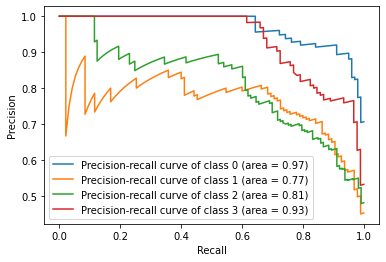 1.0
0.9
0.8
0.7
0.6
0.5
Precision
Precision-recall curve of class 0 (area = 0.97)
Precision-recall curve of class 1 (area = 0.77)
Precision-recall curve of class 2 (area = 0.81)
Precision-recall curve of class 3 (area = 0.93)
0.0 0.2 0.4 0.6 0.8 1.0
Recall